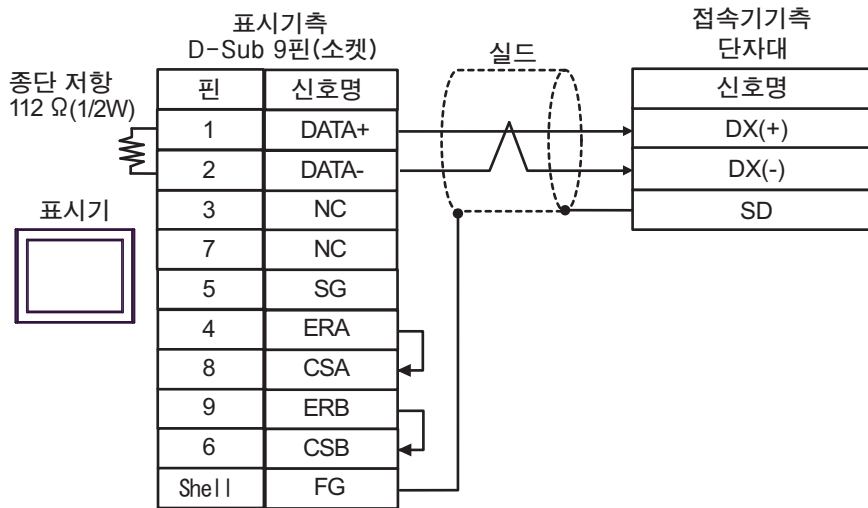 표시기측
D-Sub 9핀(소켓)
종단 저항
112 Ω(1/2W)
표시기
핀 신호명
1 DATA+
2 DATA-
3 NC
7 NC
5 SG
4 ERA
8 CSA
9 ERB
6 CSB
Shell FG
실드
접속기기측
단자대
신호명
DX(+)
DX(-)
SD